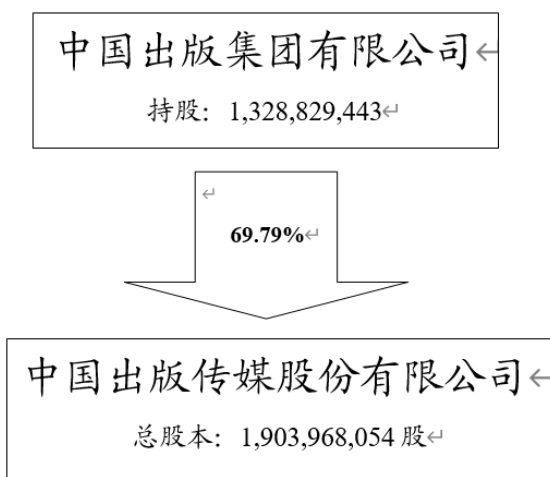 中国出版集团有限公司↵
持股：1,328,829,443↵
↵
69.79%↵
中国出版传媒股份有限公司↵
总股本：1,903,968,054 股↵